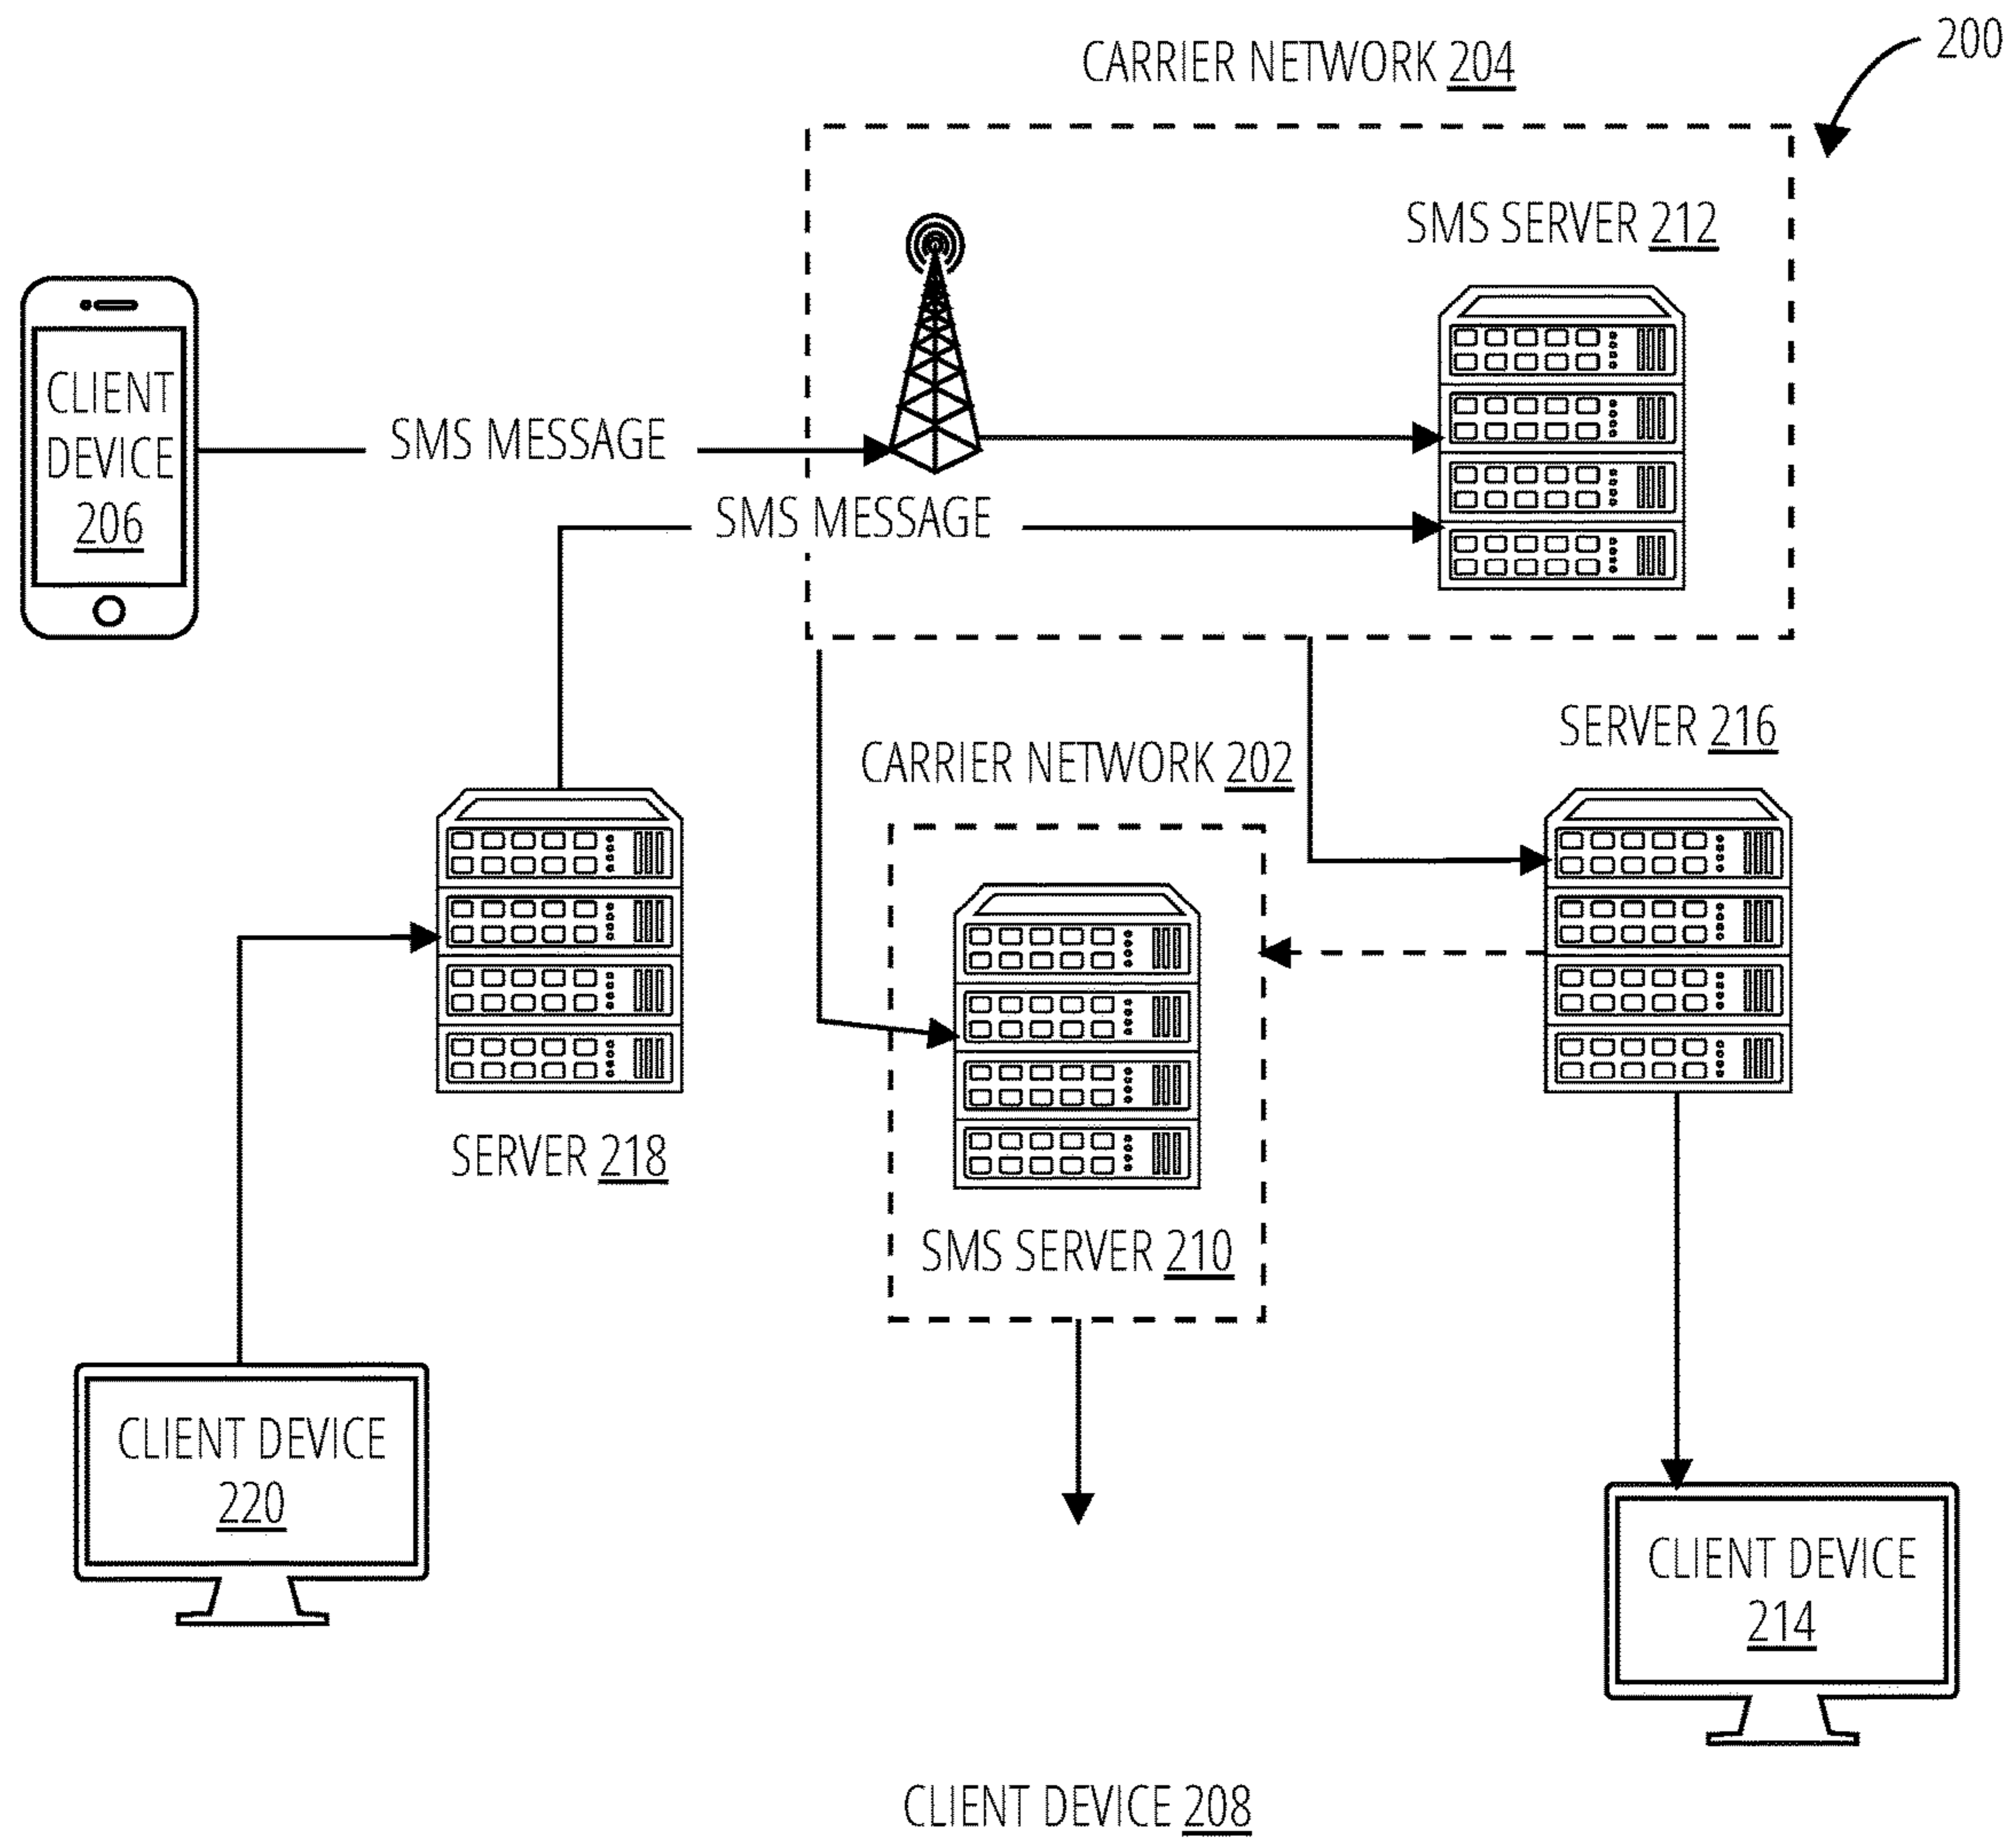 200
CARRIER NETWORK 204
SMS SERVER 212
CLIENT
DEVICE
206
SMS MESSAGE
SMS MESSAGE
SERVER 216
CARRIER NETWORK 202
SERVER 218
SMS SERVER 210
CLIENT DEVICE
220
CLIENT DEVICE
214
CLIENT DEVICE 208